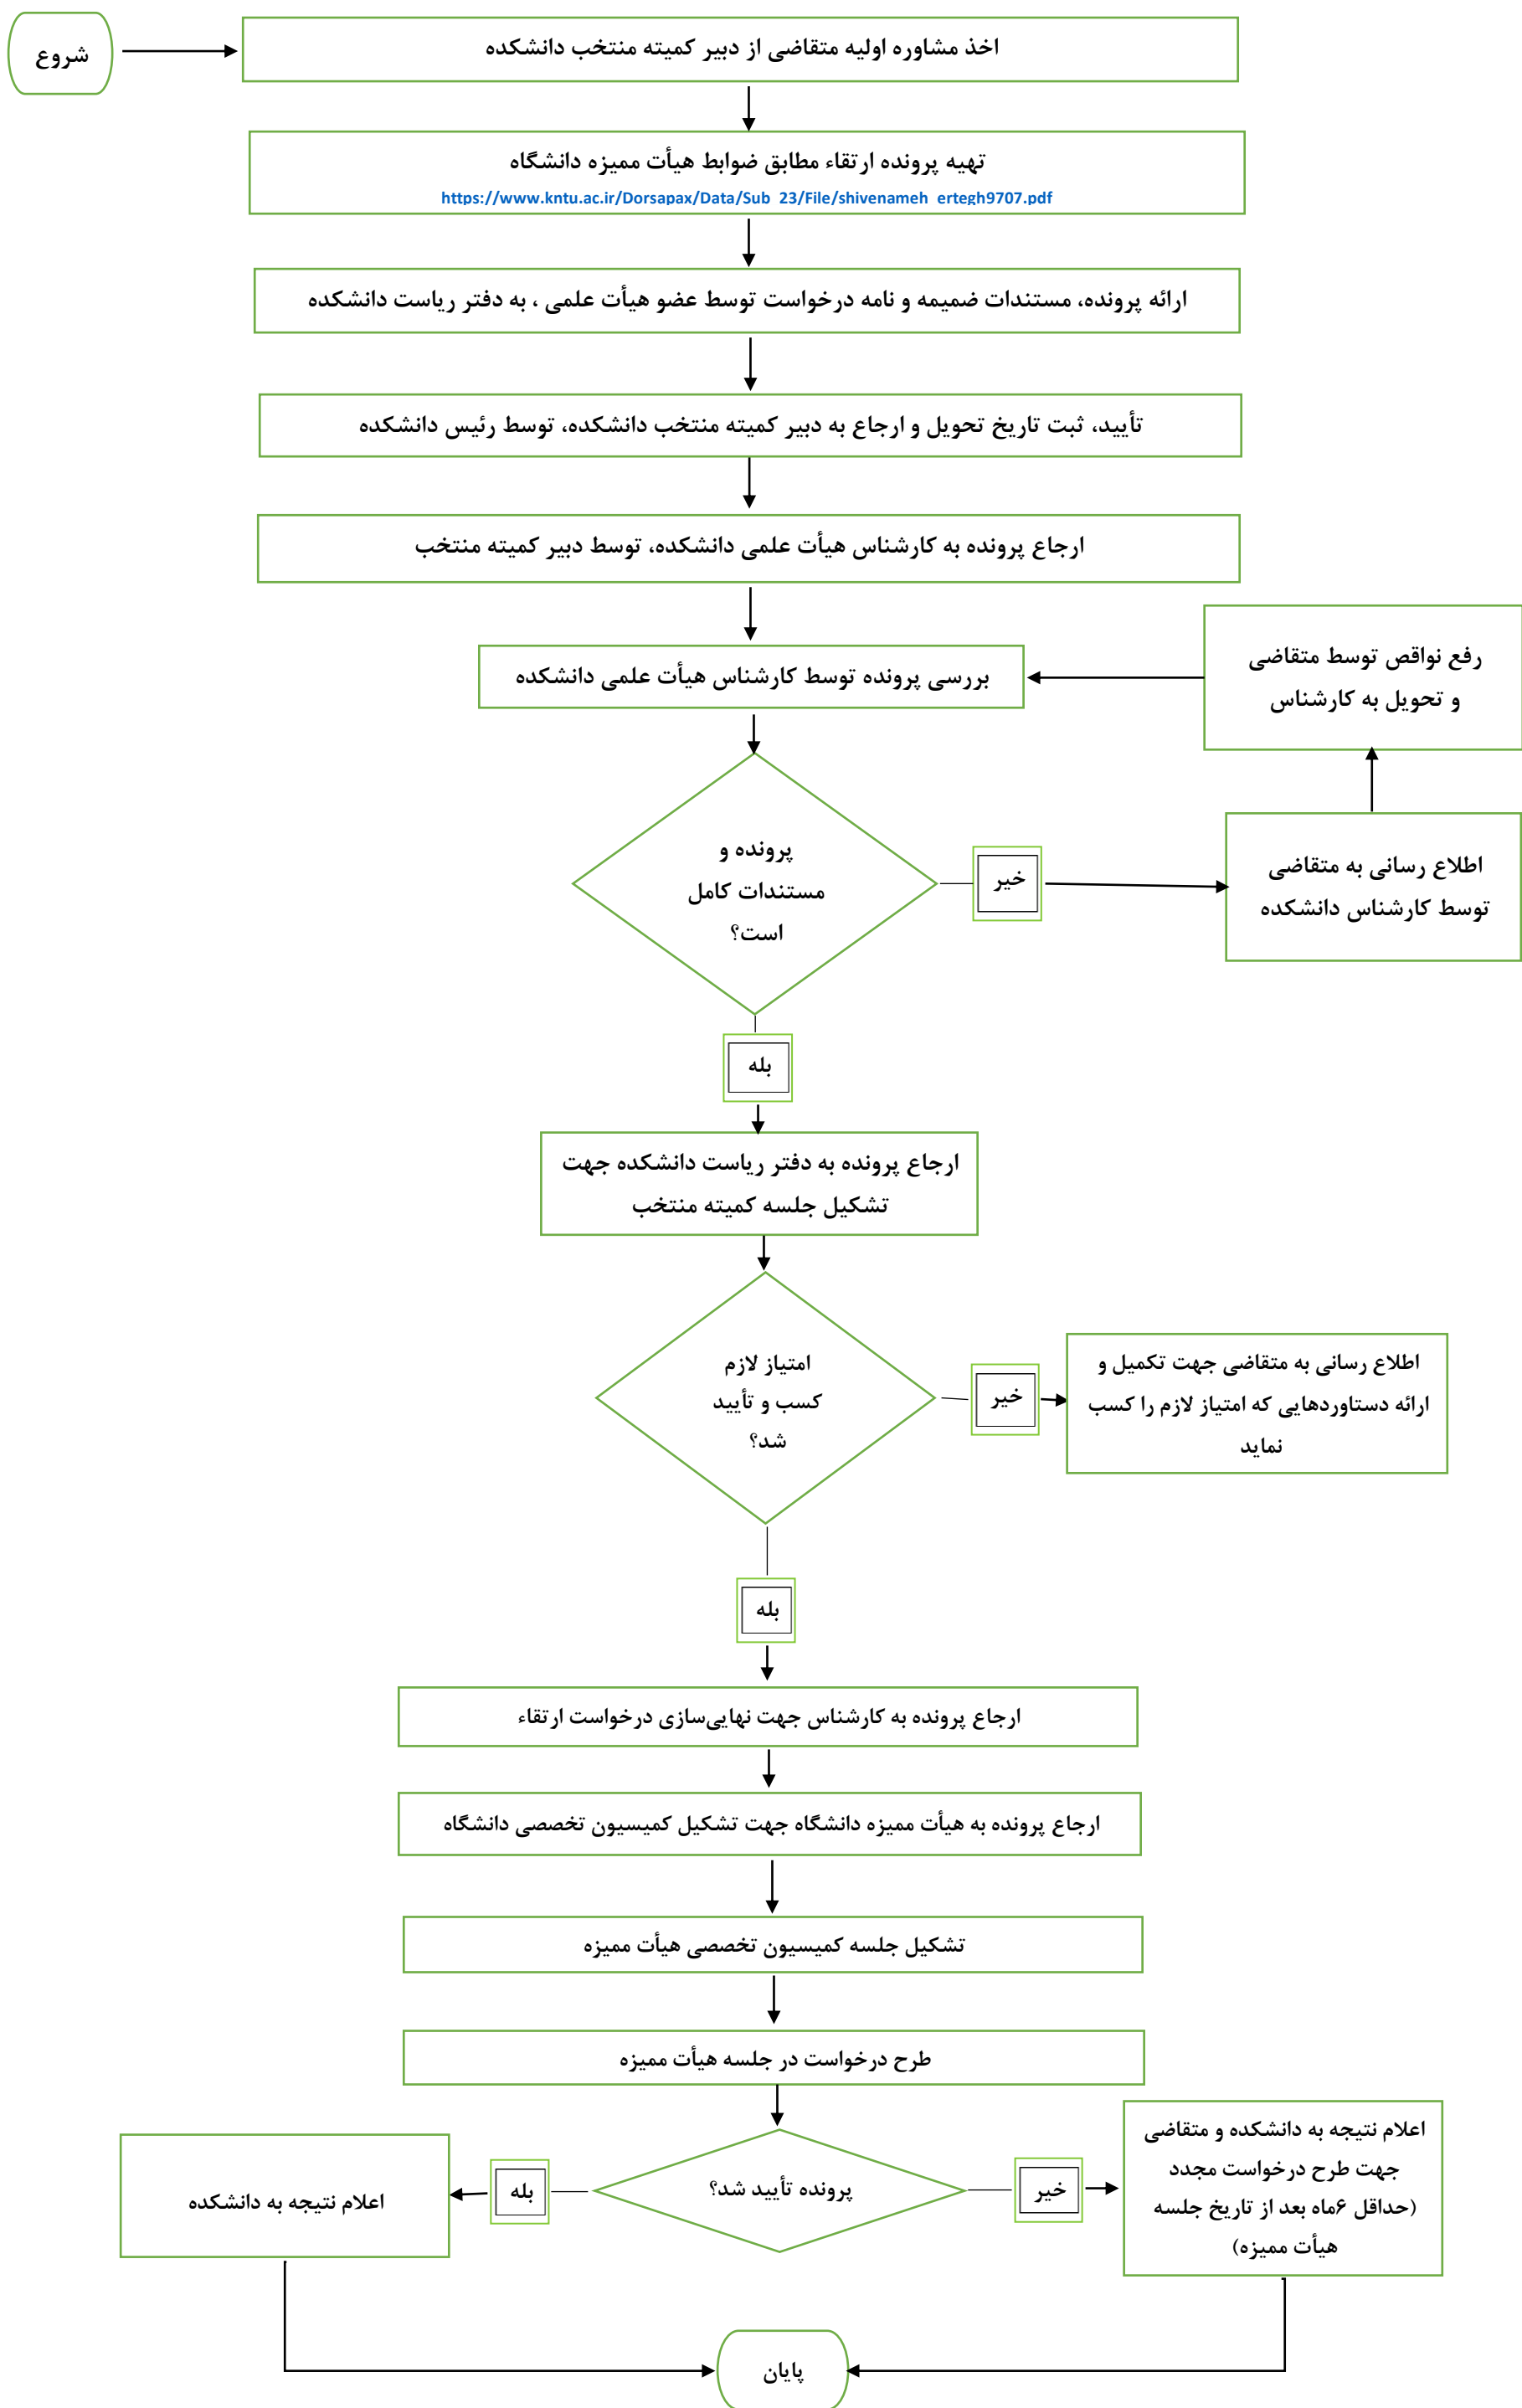 شروع
اخذ مشاوره اولیه متقاضی از دبیر کمیته منتخب دانشکده
تهیه پرونده ارتقاء مطابق ضوابط هیأت ممیزه دانشگاه
https://www.kntu.ac.ir/Dorsapax/Data/Sub_23/File/shivenameh_ertegh9707.pdf
ارائه پرونده، مستندات ضمیمه و نامه درخواست توسط عضو هیأت علمی ، به دفتر ریاست دانشکده
تأیید، ثبت تاریخ تحویل و ارجاع به دبیر کمیته منتخب دانشکده، توسط رئیس دانشکده
ارجاع پرونده به کارشناس هیأت علمی دانشکده، توسط دبیر کمیته منتخب
بررسی پرونده توسط کارشناس هیأت علمی دانشکده
رفع نواقص توسط متقاضی
و تحویل به کارشناس
پرونده و
مستندات کامل
است؟
خیر
اطلاع رسانی به متقاضی
توسط کارشناس دانشکده
بله
ارجاع پرونده به دفتر ریاست دانشکده جهت
تشکیل جلسه کمیته منتخب
امتیاز لازم
کسب و تأیید
شد؟
خیر
اطلاع رسانی به متقاضی جهت تکمیل و
ارائه دستاوردهایی که امتیاز لازم را کسب
نماید
بله
ارجاع پرونده به کارشناس جهت نهایی‌سازی درخواست ارتقاء
ارجاع پرونده به هیأت ممیزه دانشگاه جهت تشکیل کمیسیون تخصصی دانشگاه
تشکیل جلسه کمیسیون تخصصی هیأت ممیزه
طرح درخواست در جلسه هیأت ممیزه
پرونده تأیید شد؟
خیر
اعلام نتیجه به دانشکده و متقاضی
جهت طرح درخواست مجدد
(حداقل ۶ماه بعد از تاریخ جلسه
هیأت ممیزه)
بله
اعلام نتیجه به دانشکده
پایان